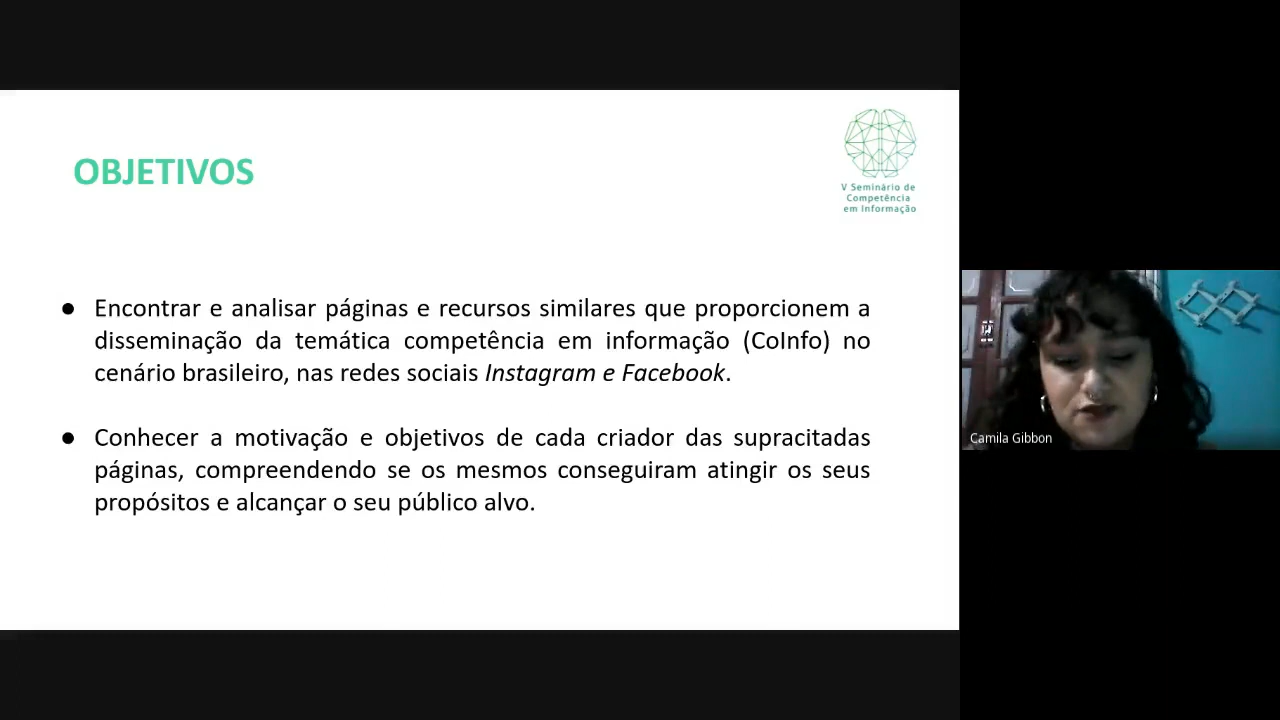 OBJETIVOS
V Seminário de
Competência
em Informação
● Encontrar e analisar páginas e recursos similares que proporcionem a
disseminação da temática competência em informação (CoInfo) no
cenário brasileiro, nas redes sociais Instagram e Facebook.
● Conhecer a motivação e objetivos de cada criador das supracitadas
páginas, compreendendo se os mesmos conseguiram atingir os seus
propósitos e alcançar o seu público alvo.
Camila Gibbon